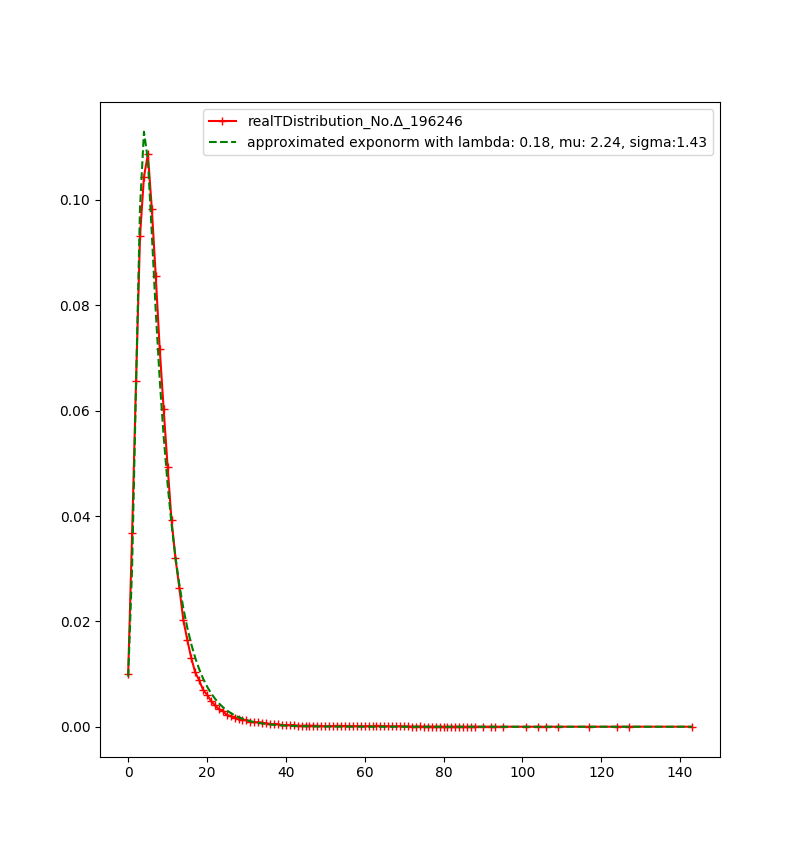 realTDistribution_No.Δ_196246
approximated exponorm with lambda: 0.18, mu: 2.24, sigma:1.43
0.10
0.08
0.06
0.04
0.02
0.00
0 20 40 60 80 100 120 140